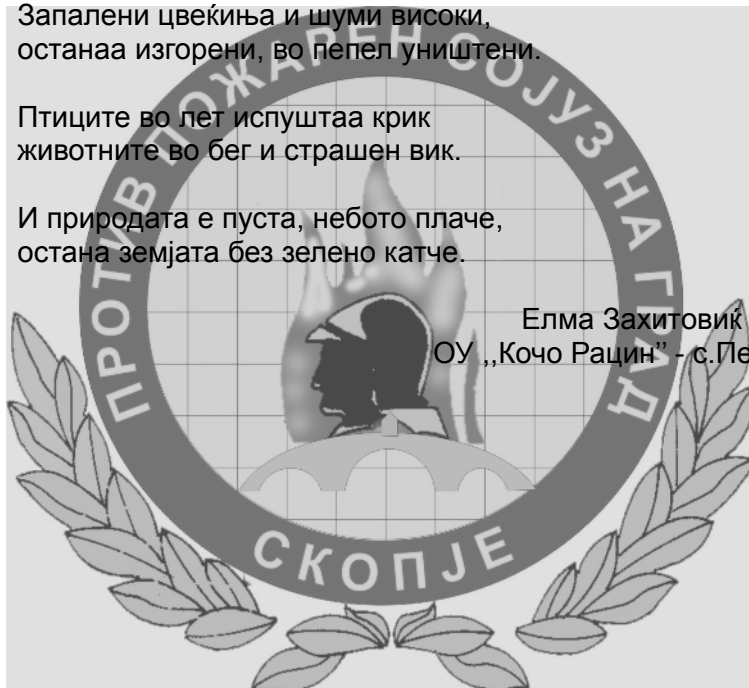 Запалени цвеќиња и шуми високи,
останаа изгорени, во пепел уништени.
Птиците во лет испуштаа крик
животните во бег и страшен вик.
И природата е пуста, небото плаче,
остана земјата без зелено катче.
Елма Захитовиќ
ОУ ,,Кочо Рацин’’ - с.Пе
ПРОТИВ ПОЖАРЕН СОЈУЗ НА ГРАД
СКОПЈЕ